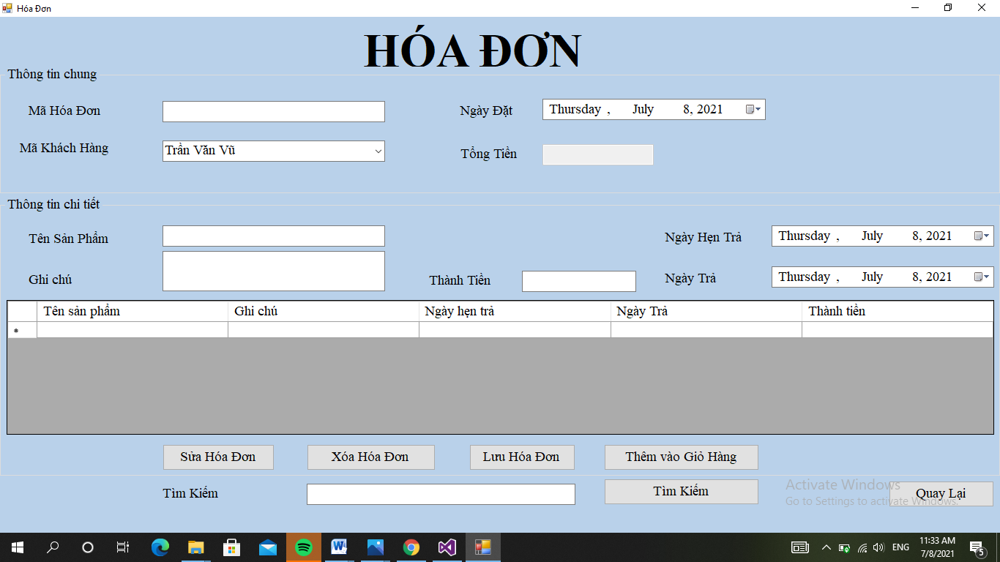 Hóa Đơn
HÓA ĐƠN
Thông tin chung
Mã Hóa Đơn
Ngày Đặt
Thursday , July 8, 2021
Mã Khách Hàng
Trần Văn Vũ
Tổng Tiền
Thông tin chi tiết
Tên Sản Phẩm
Ngày Hẹn Trả
Thursday , July 8, 2021
Ghi chú
Thành Tiền
Ngày Trả
Thursday , July 8, 2021
Tên sản phẩm Ghi chú Ngày hẹn trả Ngày Trả Thành tiền
Sửa Hóa Đơn Xóa Hóa Đơn Lưu Hóa Đơn Thêm vào Giỏ Hàng
Tìm Kiếm
Tìm Kiếm
Quay Lại
Activate Windows
Go to Settings to activate Windows.
ENG
11:33 AM
7/8/2021
5